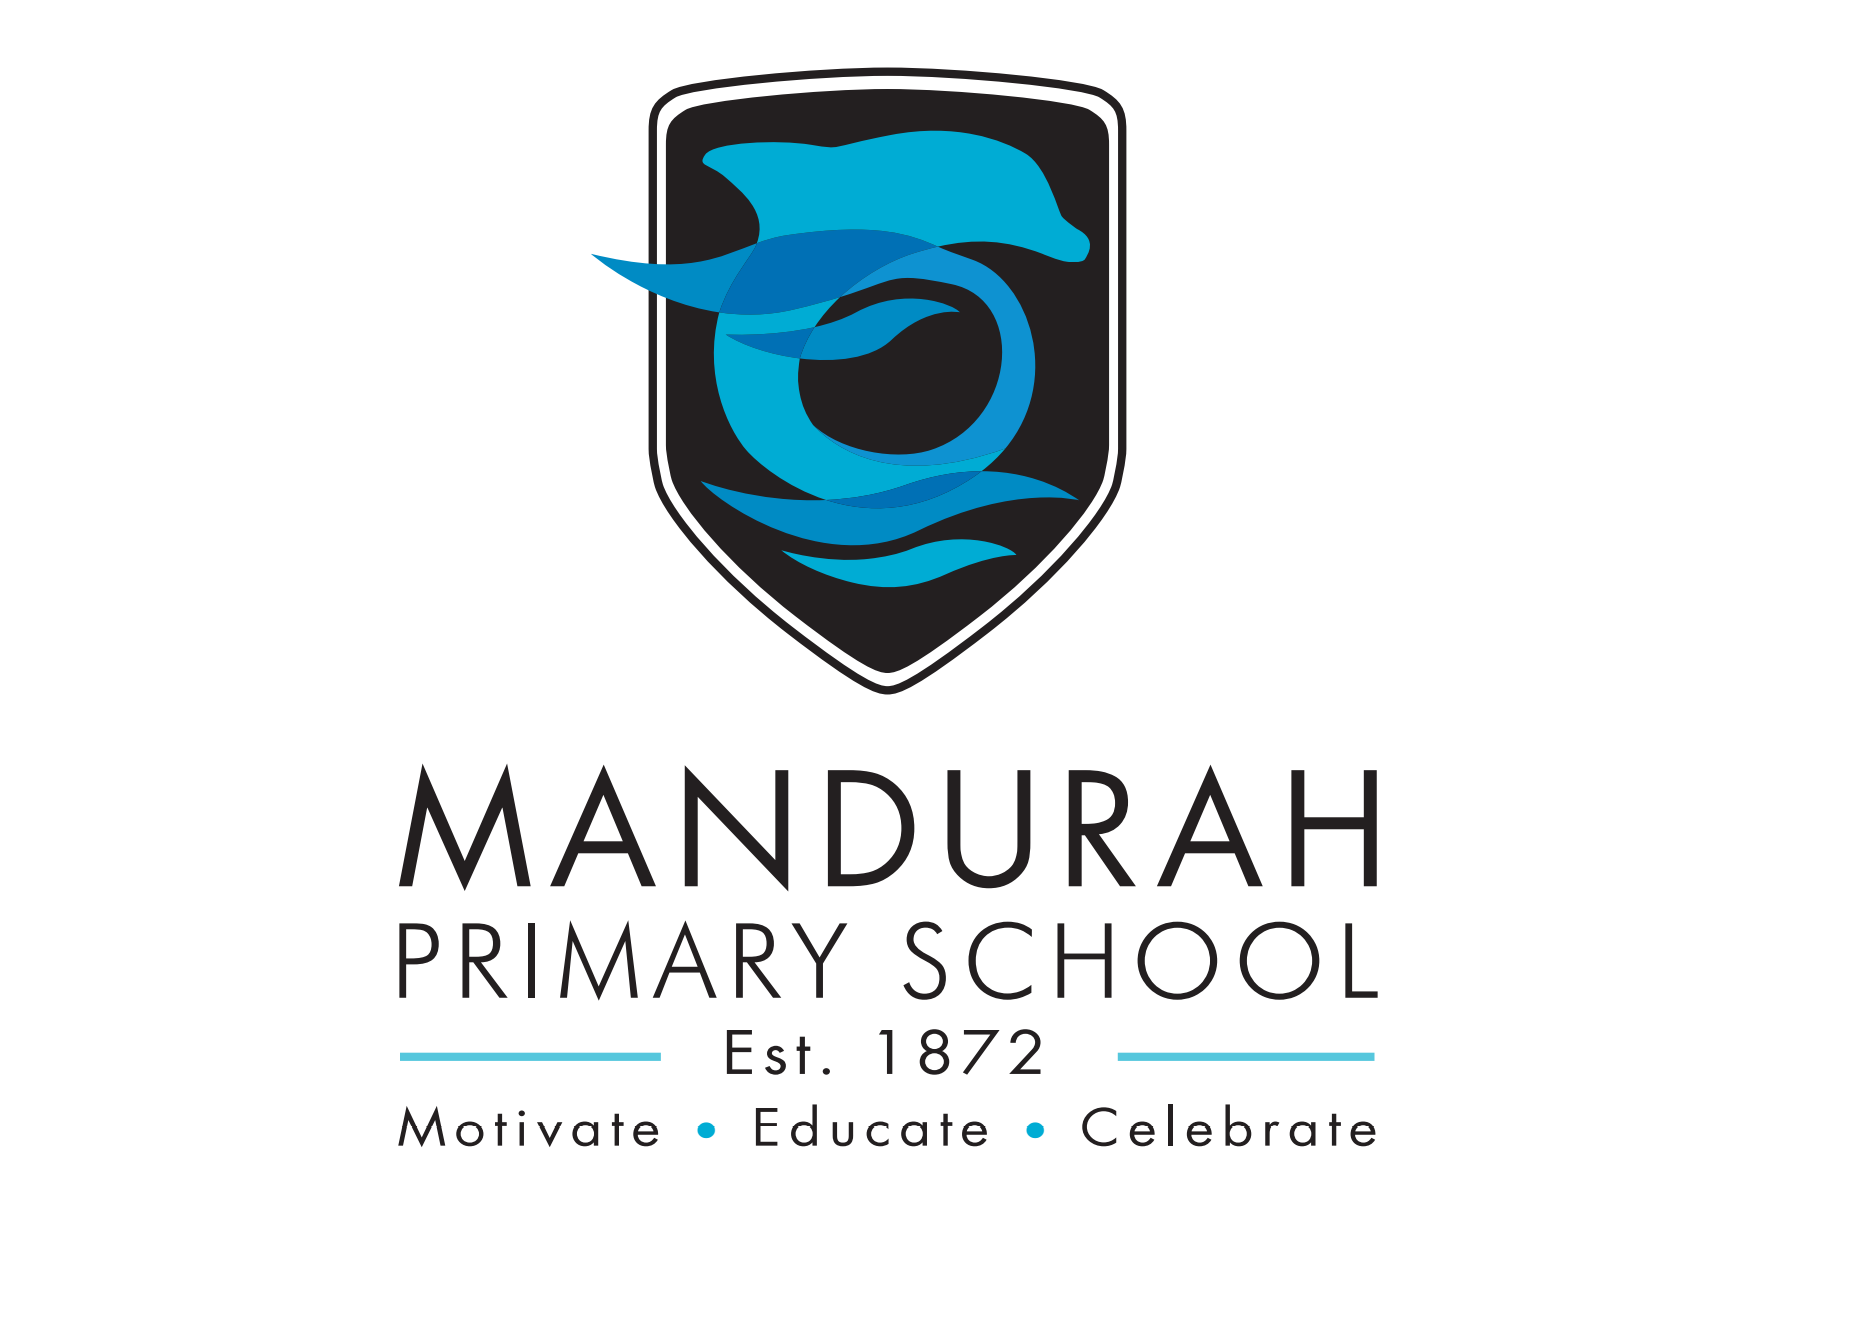 MANDURAH
PRIMARY SCHOOL
Est. 1872
Motivate • Educate • Celebrate